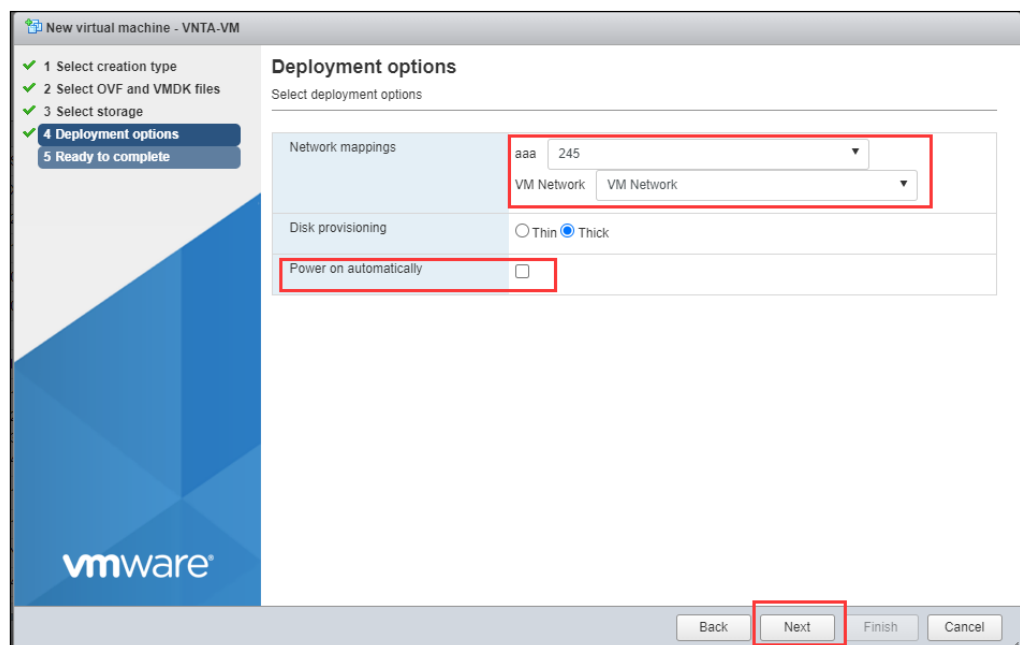 New virtual machine - VNTA-VM
1 Select creation type
2 Select OVF and VMDK files
3 Select storage
4 Deployment options
5 Ready to complete
Deployment options
Select deployment options
Network mappings
aaa 245
VM Network VM Network
Disk provisioning
Thin Thick
Power on automatically
vmware®
Back Next Finish Cancel